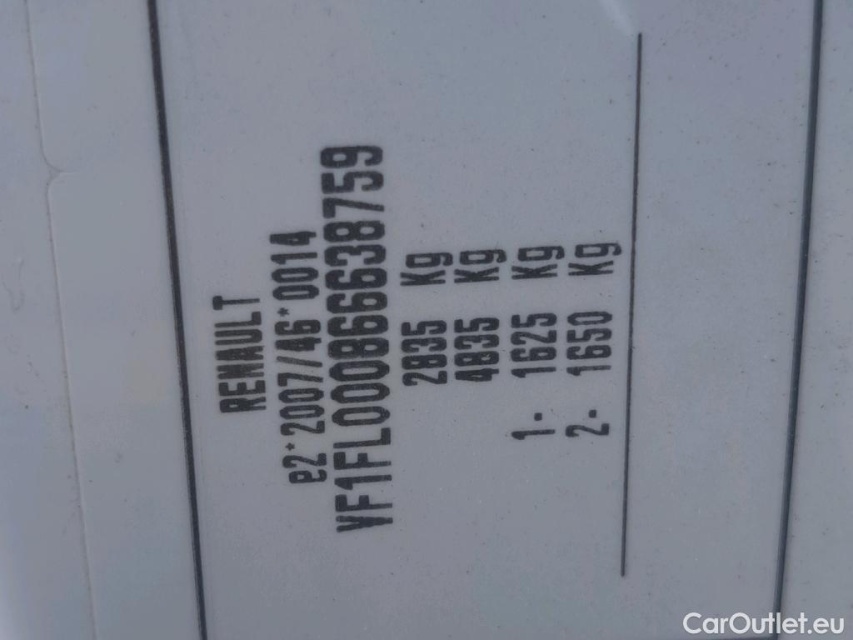 RENAULT
e2*2007/46*0014
VF1FL000866638759
2835 Kg
4835 Kg
1- 1625 Kg
2- 1650 Kg
CarOutlet.eu